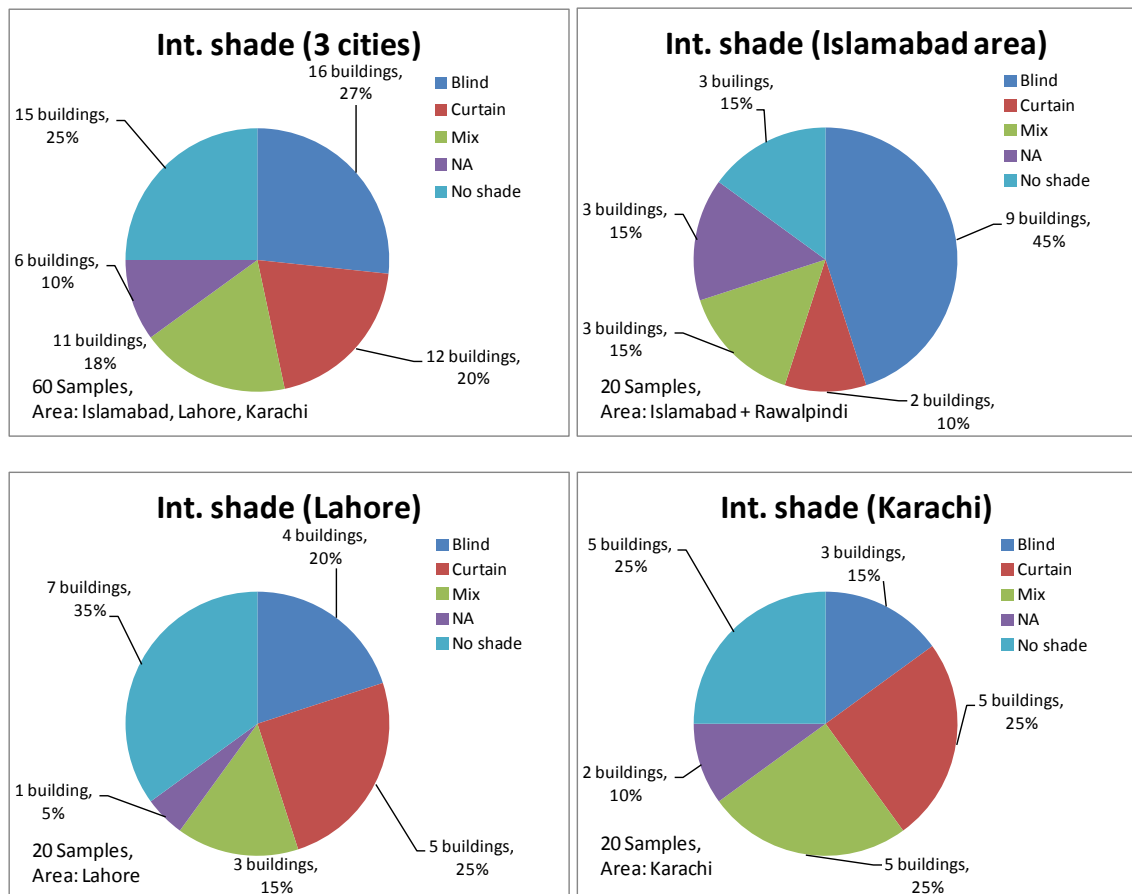 Int. shade (3 cities)
16 buildings,
27%
Blind
Curtain
Mix
NA
No shade
15 buildings,
25%
6 buildings,
10%
11 buildings,
18%
12 buildings,
20%
60 Samples,
Area: Islamabad, Lahore, Karachi
Int. shade (Islamabad area)
3 builings,
15%
Blind
Curtain
Mix
NA
No shade
3 buildings,
15%
9 buildings,
45%
3 buildings,
15%
2 buildings,
10%
20 Samples,
Area: Islamabad + Rawalpindi
Int. shade (Lahore)
4 buildings,
20%
Blind
Curtain
Mix
NA
No shade
7 buildings,
35%
1 building,
5%
5 buildings,
25%
3 buildings,
15%
20 Samples,
Area: Lahore
Int. shade (Karachi)
5 buildings,
25%
3 buildings,
15%
Blind
Curtain
Mix
NA
No shade
5 buildings,
25%
2 buildings,
10%
5 buildings,
25%
20 Samples,
Area: Karachi